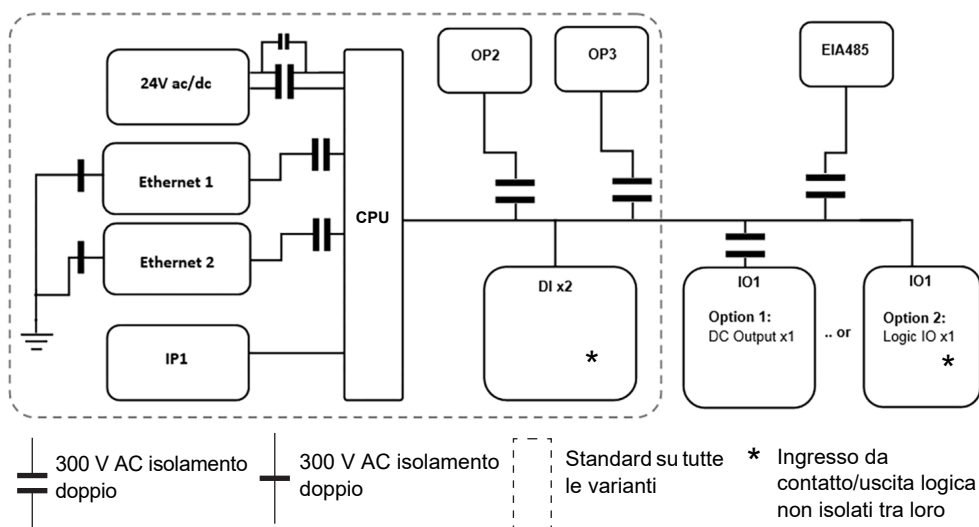 24V ac/dc
OP2
OP3
EIA485
Ethernet 1
CPU
Ethernet 2
IP1
DI x2
*
IO1
Option 1:
DC Output x1
.. or
IO1
Option 2:
Logic IO x1
*
300 V AC isolamento
doppio
300 V AC isolamento
doppio
Standard su tutte
le varianti
* Ingresso da
contatto/uscita logica
non isolati tra loro